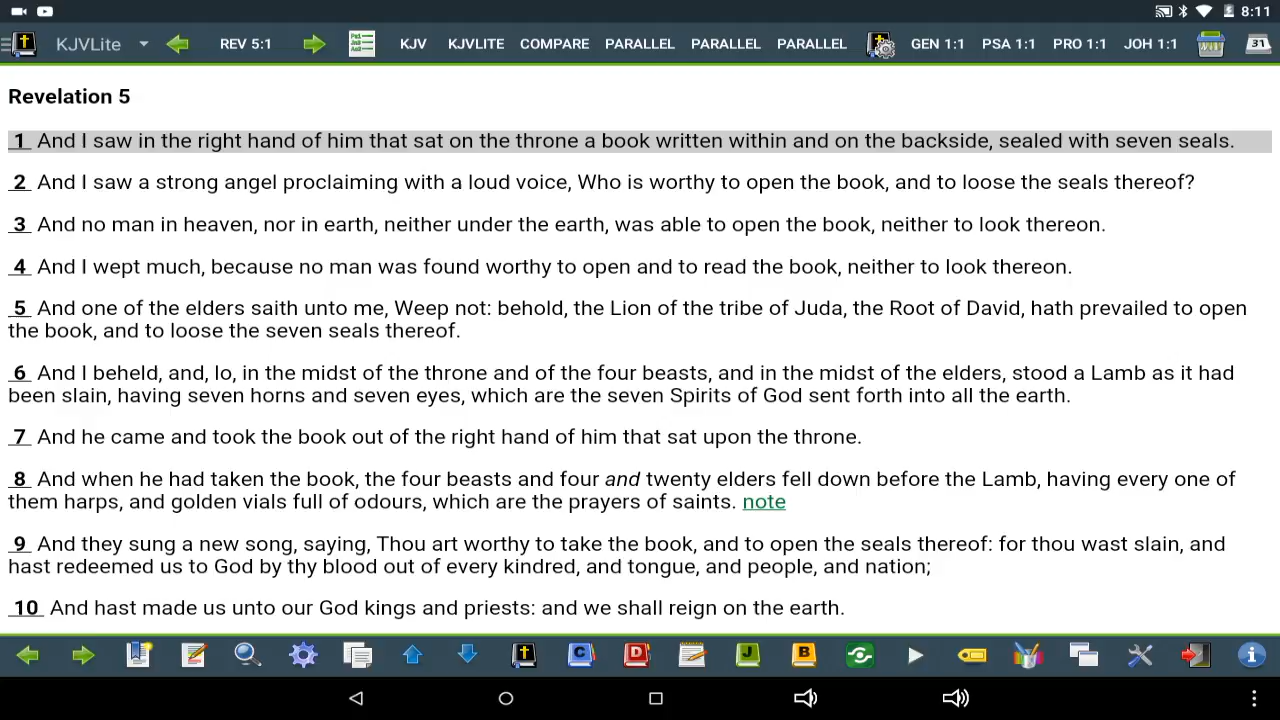 8:11
KJVLite
REV 5:1
KJV
KJVLITE
COMPARE
PARALLEL
PARALLEL
PARALLEL
GEN 1:1
PSA 1:1
PRO 1:1
JOH 1:1
31
Revelation 5
1 And I saw in the right hand of him that sat on the throne a book written within and on the backside, sealed with seven seals.
2 And I saw a strong angel proclaiming with a loud voice, Who is worthy to open the book, and to loose the seals thereof?
3 And no man in heaven, nor in earth, neither under the earth, was able to open the book, neither to look thereon.
4 And I wept much, because no man was found worthy to open and to read the book, neither to look thereon.
5 And one of the elders saith unto me, Weep not: behold, the Lion of the tribe of Juda, the Root of David, hath prevailed to open
the book, and to loose the seven seals thereof.
6 And I beheld, and, lo, in the midst of the throne and of the four beasts, and in the midst of the elders, stood a Lamb as it had
been slain, having seven horns and seven eyes, which are the seven Spirits of God sent forth into all the earth.
7 And he came and took the book out of the right hand of him that sat upon the throne.
8 And when he had taken the book, the four beasts and four and twenty elders fell down before the Lamb, having every one of
them harps, and golden vials full of odours, which are the prayers of saints. note
9 And they sung a new song, saying, Thou art worthy to take the book, and to open the seals thereof: for thou wast slain, and
hast redeemed us to God by thy blood out of every kindred, and tongue, and people, and nation;
10 And hast made us unto our God kings and priests: and we shall reign on the earth.
C
D
J
B
i